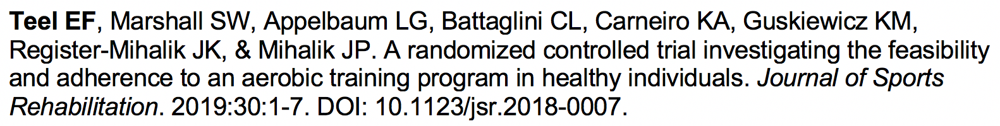 Teel EF, Marshall SW, Appelbaum LG, Battaglini CL, Carneiro KA, Guskiewicz KM,
Register-Mihalik JK, & Mihalik JP. A randomized controlled trial investigating the feasibility
and adherence to an aerobic training program in healthy individuals. Journal of Sports
Rehabilitation. 2019:30:1-7. DOI: 10.1123/jsr.2018-0007.